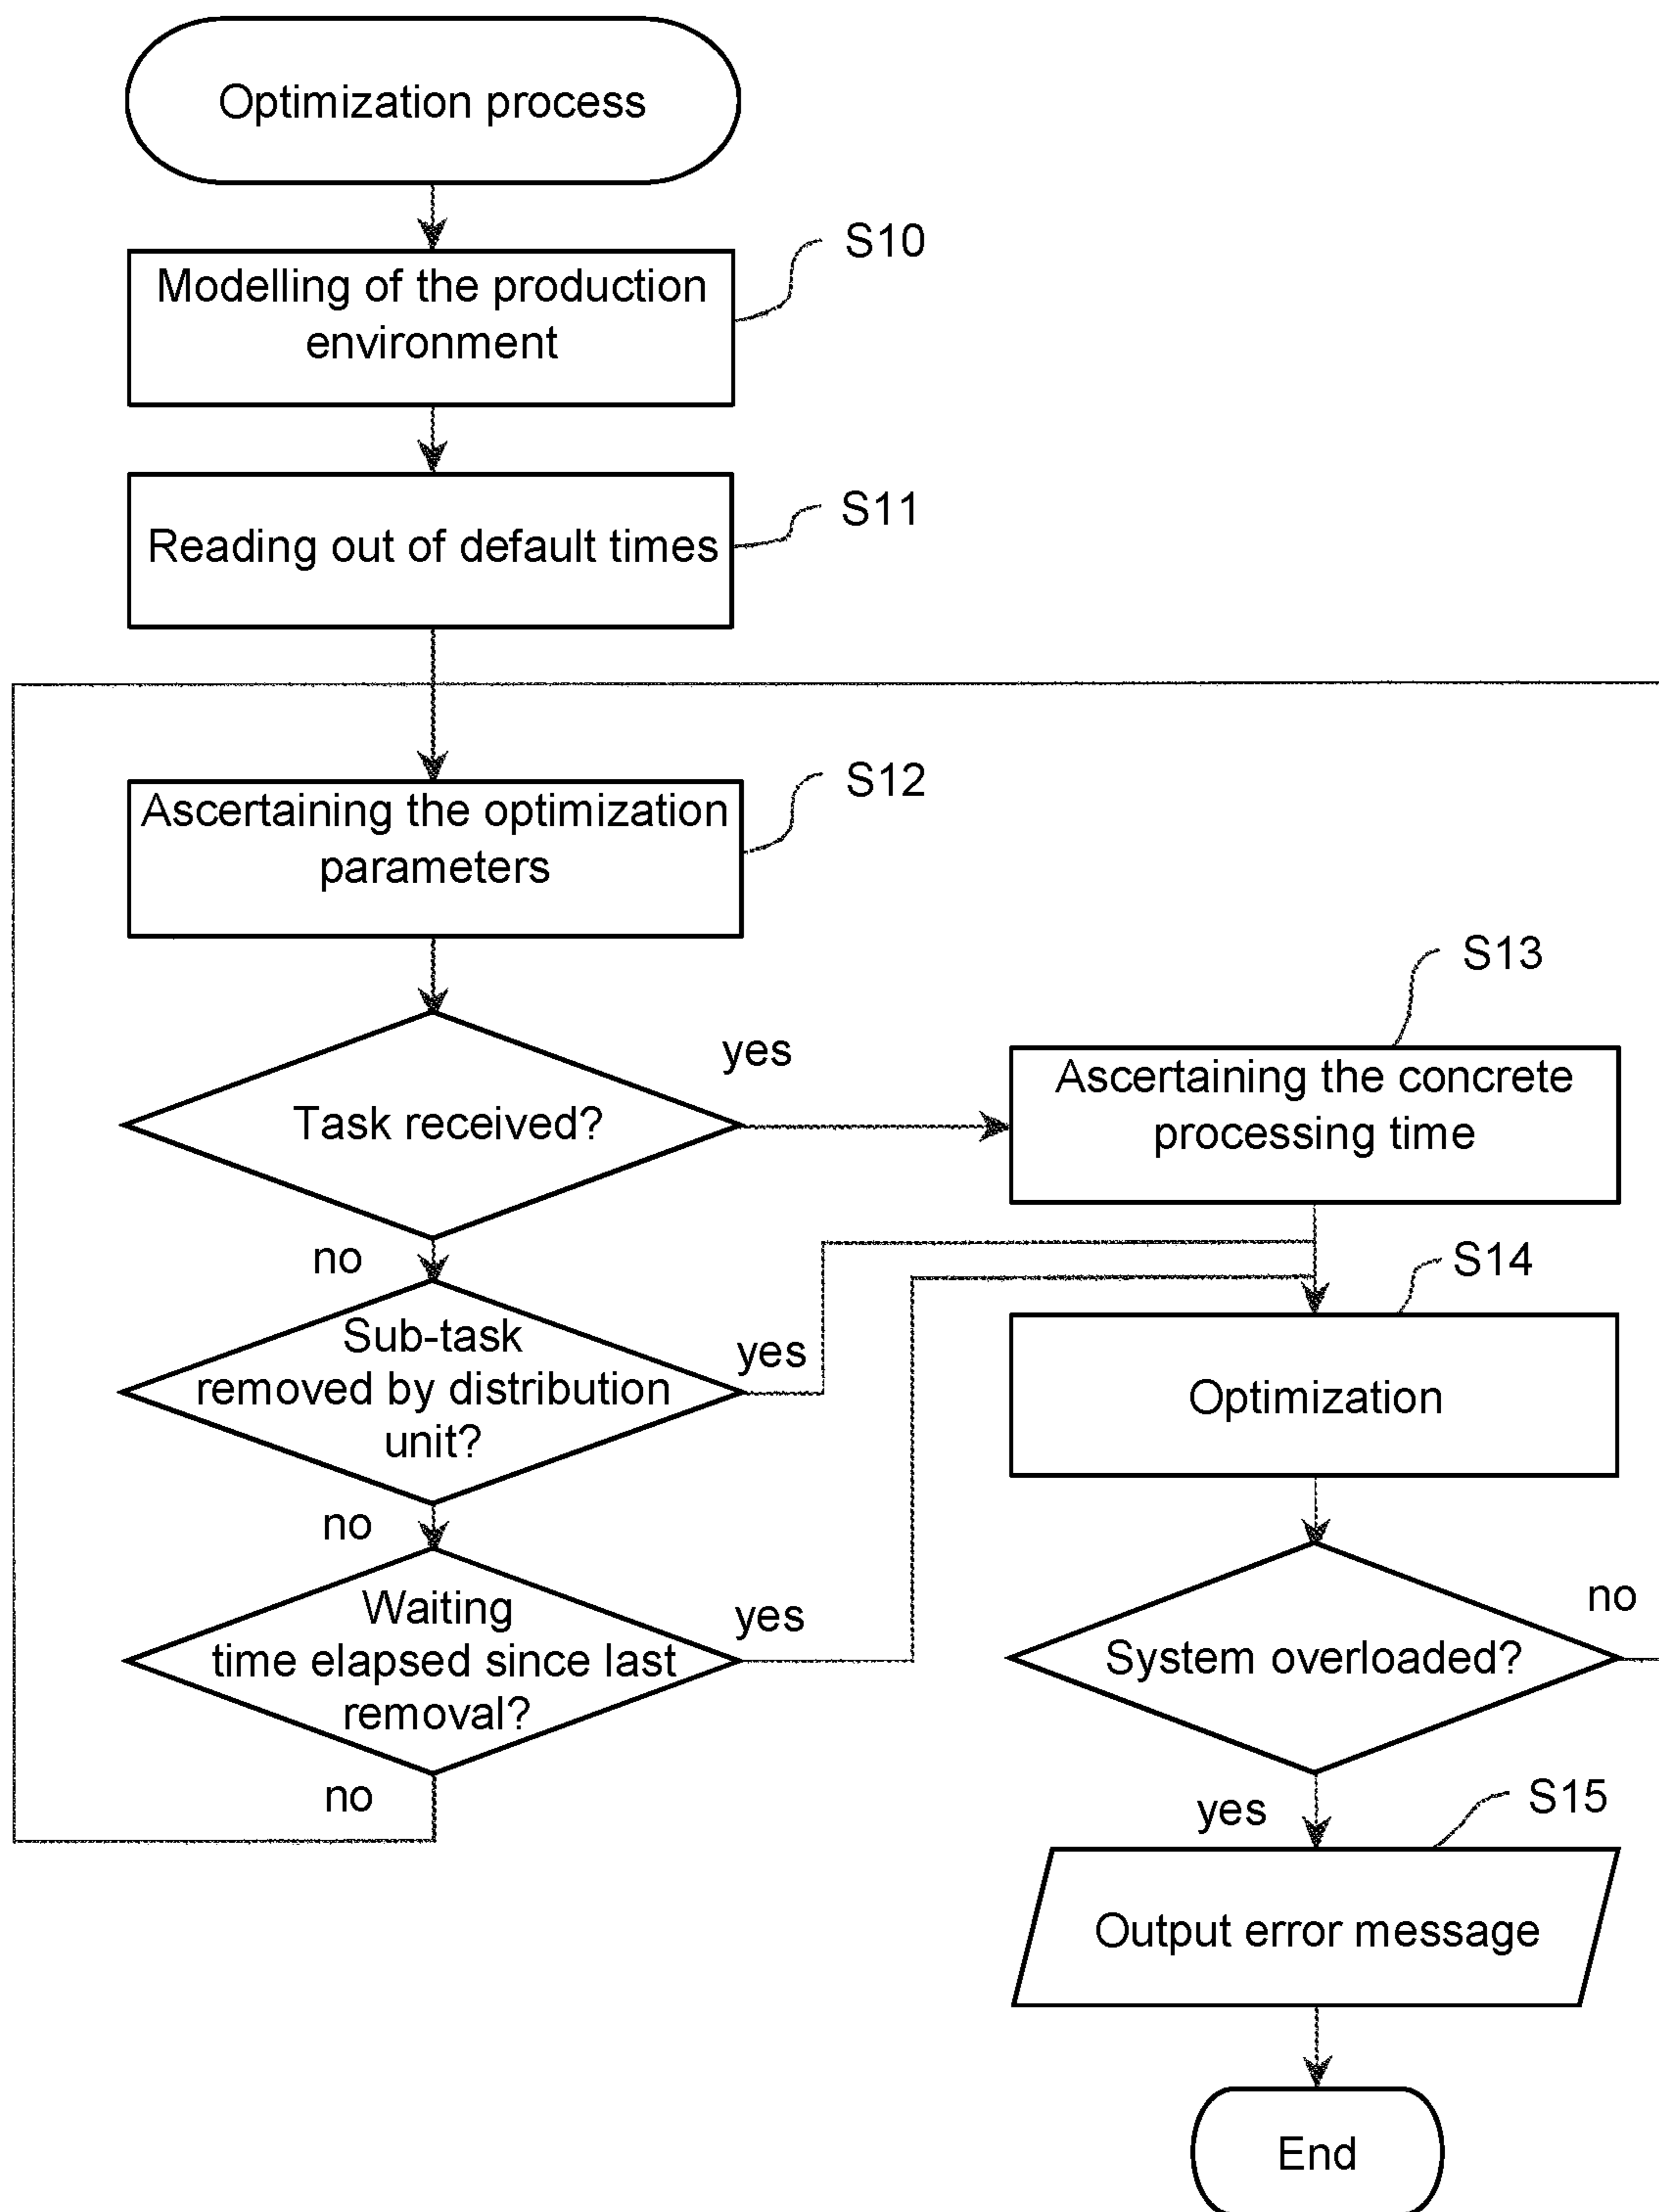 Optimization process
S10
Modelling of the production
environment
S11
Reading out of default times
S12
Ascertaining the optimization
parameters
S13
yes
Ascertaining the concrete
processing time
Task received?
no
S14
Sub-task
removed by distribution
unit?
yes
Optimization
no
Waiting
time elapsed since last
removal?
yes
no
System overloaded?
no
S15
yes
Output error message
End